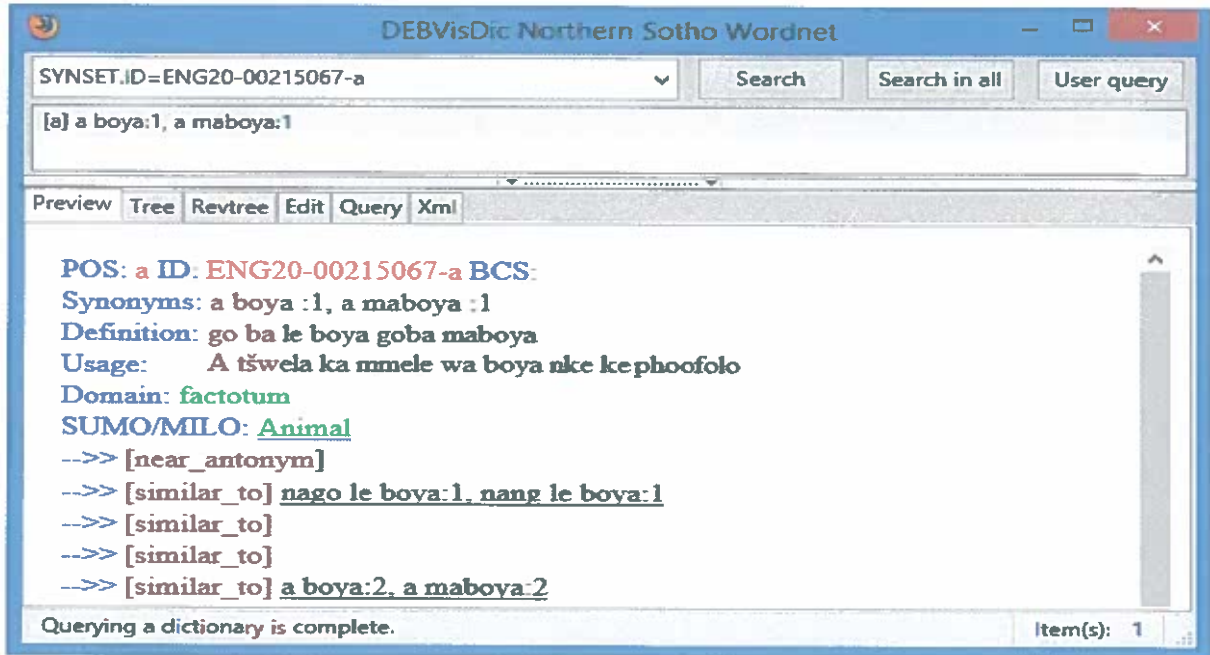 DEBVisDic Northern Sotho Wordnet
SYNSET.ID=ENG20-00215067-a Search Search in all User query
[a] a boya:1, a maboya:1
Preview Tree Revtree Edit Query Xml
POS: a ID: ENG20-00215067-a BCS:
Synonyms: a boya :1, a maboya :1
Definition: go ba le boya goba maboya
Usage: A tšwela ka mmele wa boya nke kephoofolo
Domain: factotum
SUMO/MILO: Animal
-->> [near_antonym]
-->> [similar_to] nago le boya:1, nang le boya:1
-->> [similar_to]
-->> [similar_to]
-->> [similar_to] a boya:2, a maboya:2
Querying a dictionary is complete. Item(s): 1